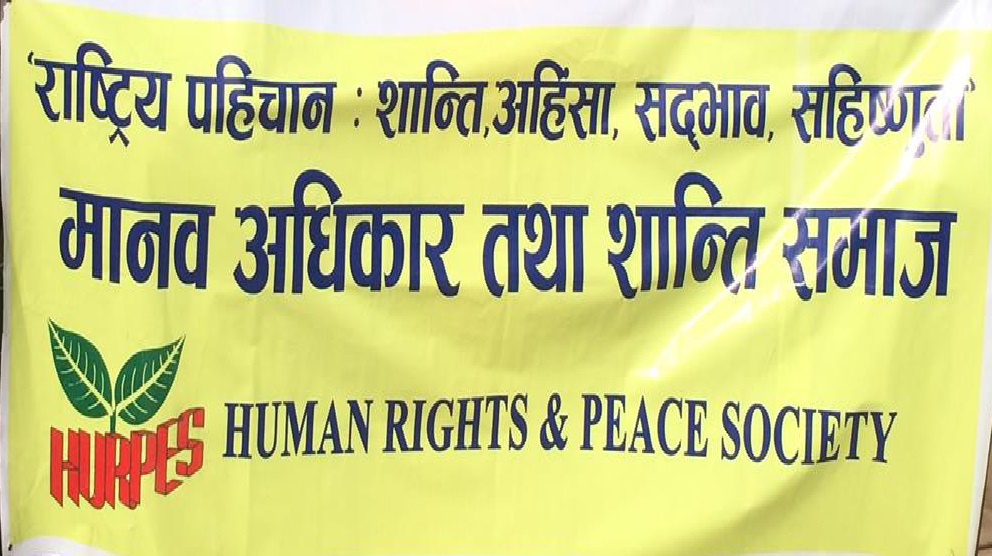 'राष्ट्रिय पहिचान : शान्ति,अहिंसा, सद्‌भाव, सहिष्णुता'
मानव अधिकार तथा शान्ति समाज
HURPES
HUMAN RIGHTS & PEACE SOCIETY